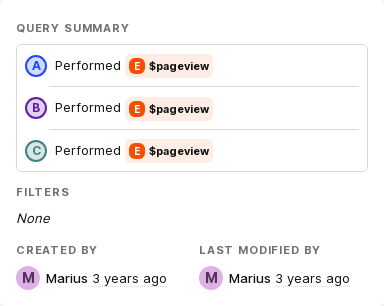 QUERY SUMMARY
A Performed E $pageview
B Performed E $pageview
C Performed E $pageview
FILTERS
None
CREATED BY LAST MODIFIED BY
M Marius 3 years ago M Marius 3 years ago